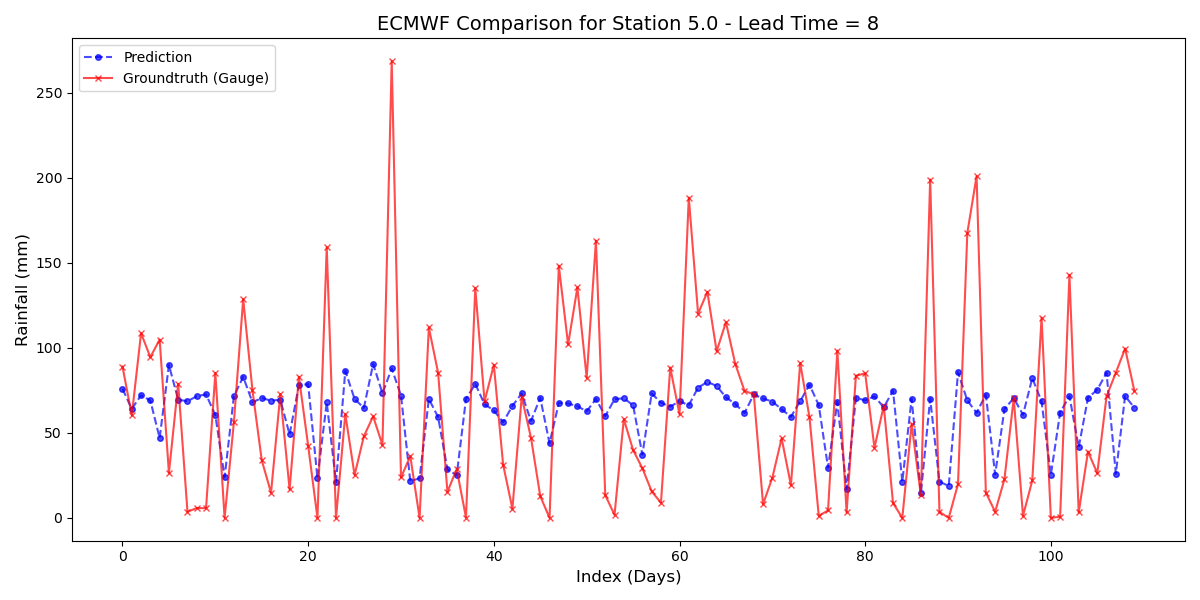 ECMWF Comparison for Station 5.0 - Lead Time = 8
Prediction
Groundtruth (Gauge)
Rainfall (mm)
250
200
150
100
50
0
0 20 40 60 80 100
Index (Days)